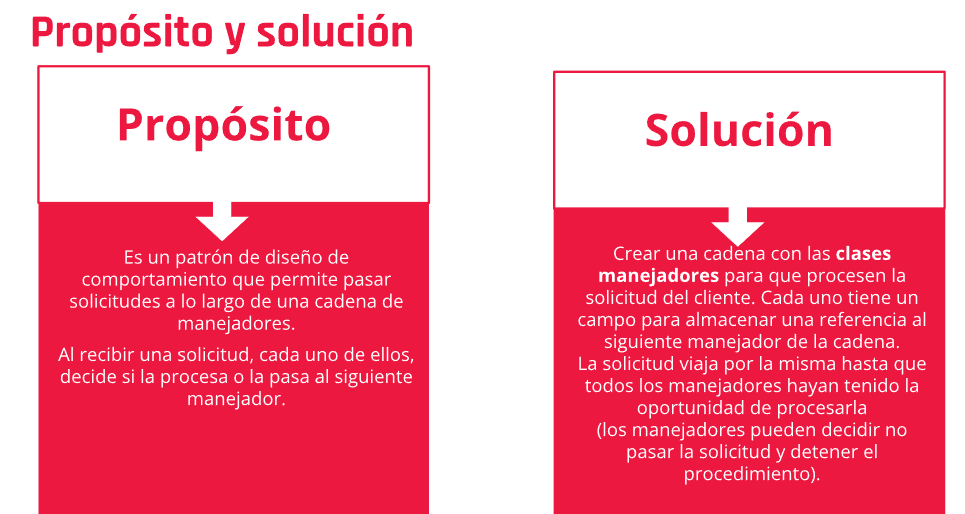 Propósito y solución
Propósito
Es un patrón de diseño de
comportamiento que permite pasar
solicitudes a lo largo de una cadena de
manejadores.
Al recibir una solicitud, cada uno de ellos,
decide si la procesa o la pasa al siguiente
manejador.
Solución
Crear una cadena con las clases
manejadores para que procesen la
solicitud del cliente. Cada uno tiene un
campo para almacenar una referencia al
siguiente manejador de la cadena.
La solicitud viaja por la misma hasta que
todos los manejadores hayan tenido la
oportunidad de procesarla
(los manejadores pueden decidir no
pasar la solicitud y detener el
procedimiento).